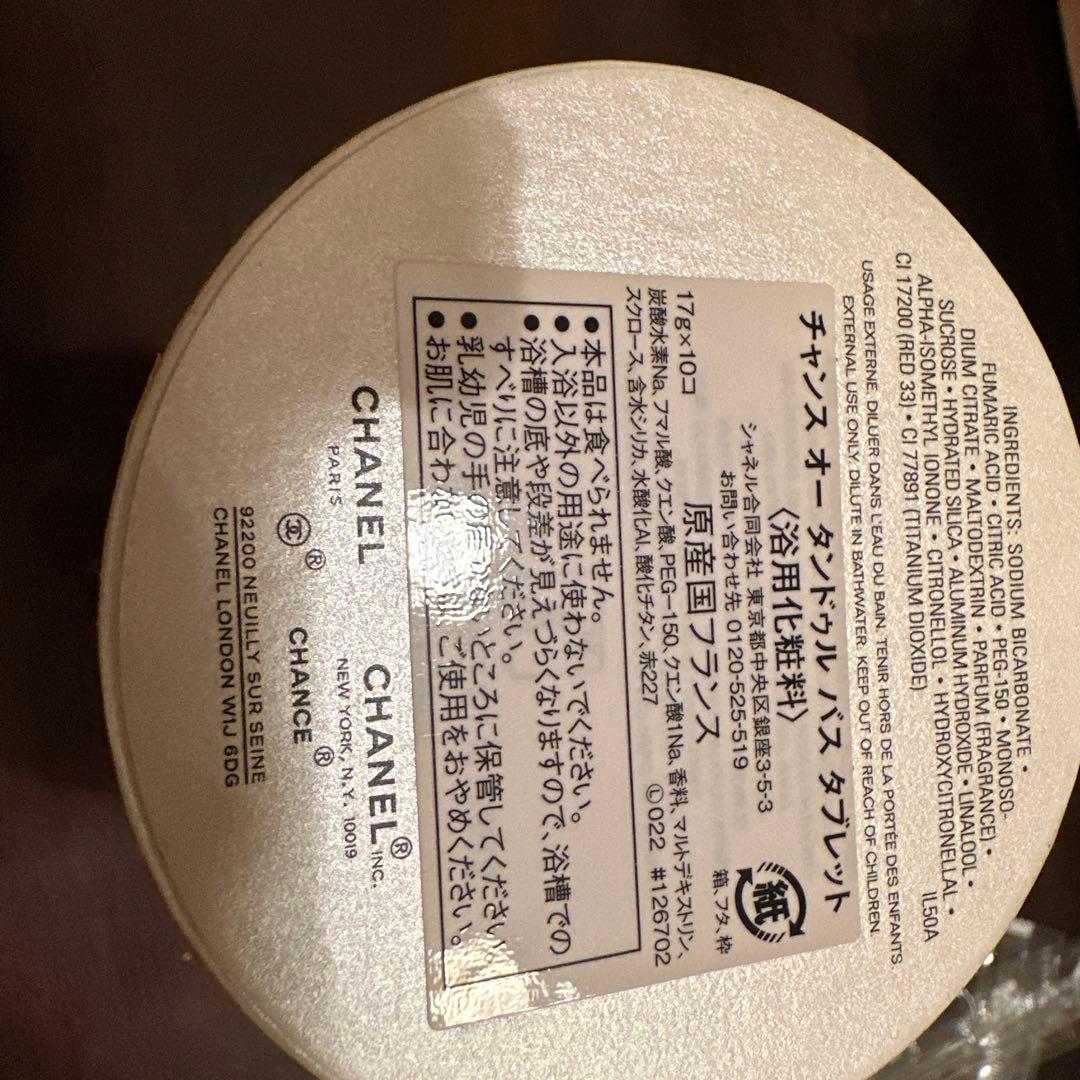 INGREDIENTS: SODIUM BICARBONATE •
FUMARIC ACID • CITRIC ACID • PEG-150 • MONOSO-
DIUM CITRATE • MALTODEXTRIN • PARFUM (FRAGRANCE) •
SUCROSE • HYDRATED SILICA • ALUMINUM HYDROXIDE • LINALOOL •
ALPHA-ISOMETHYL IONONE • CITRONELLOL • HYDROXYCITRONELLAL •
CI 17200 (RED 33) • CI 77891 (TITANIUM DIOXIDE) IL50A
USAGE EXTERNE. DILUER DANS L'EAU DU BAIN. TENIR HORS DE LA PORTÉE DES ENFANTS
EXTERNAL USE ONLY. DILUTE IN BATHWATER. KEEP OUT OF REACH OF CHILDREN.
チャンス オー タンドゥル バス タブレット
〈浴用化粧料〉
シャネル合同会社 東京都中央区銀座3-5-3
お問い合わせ先 0120-525-519
原産国フランス
紙
箱、フタ、枠
17g×10コ
炭酸水素Na、フマル酸、クエン酸、PEG-150、クエン酸1Na、香料、マルトデキストリン、
スクロース、含水シリカ、水酸化Al、酸化チタン、赤227
Ⓛ022 #126702
●本品は食べられません。
●入浴以外の用途に使わないでください。
●浴槽の底や段差が見えづらくなりますので、浴槽での
すべりに注意してください。
●乳幼児の手の届かないところに保管してください。
●お肌に合わ ご使用をおやめください。
CHANEL CHANEL® INC.
PARIS NEW YORK, N.Y. 10019
® CHANCE®
92200 NEUILLY SUR SEINE
CHANEL LONDON W1J 6DG